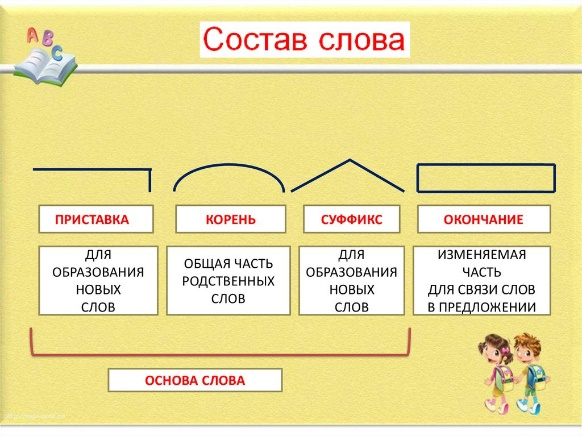 A B C
Состав слова
ПРИСТАВКА
КОРЕНЬ
СУФФИКС
ОКОНЧАНИЕ
ДЛЯ
ОБРАЗОВАНИЯ
НОВЫХ
СЛОВ
ОБЩАЯ ЧАСТЬ
РОДСТВЕННЫХ
СЛОВ
ДЛЯ
ОБРАЗОВАНИЯ
НОВЫХ
СЛОВ
ИЗМЕНЯЕМАЯ
ЧАСТЬ
ДЛЯ СВЯЗИ СЛОВ
В ПРЕДЛОЖЕНИИ
ОСНОВА СЛОВА